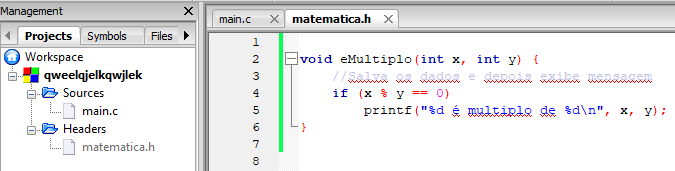 Management
Projects Symbols Files
Workspace
qweelqjelkqwjlek
Sources
main.c
Headers
matematica.h
main.c matematica.h
1
2 void eMultiplo(int x, int y) {
3 //Salva os dados e depois exibe mensagem
4 if (x % y == 0)
5 printf("%d é multiplo de %d\n", x, y);
6 }
7
8